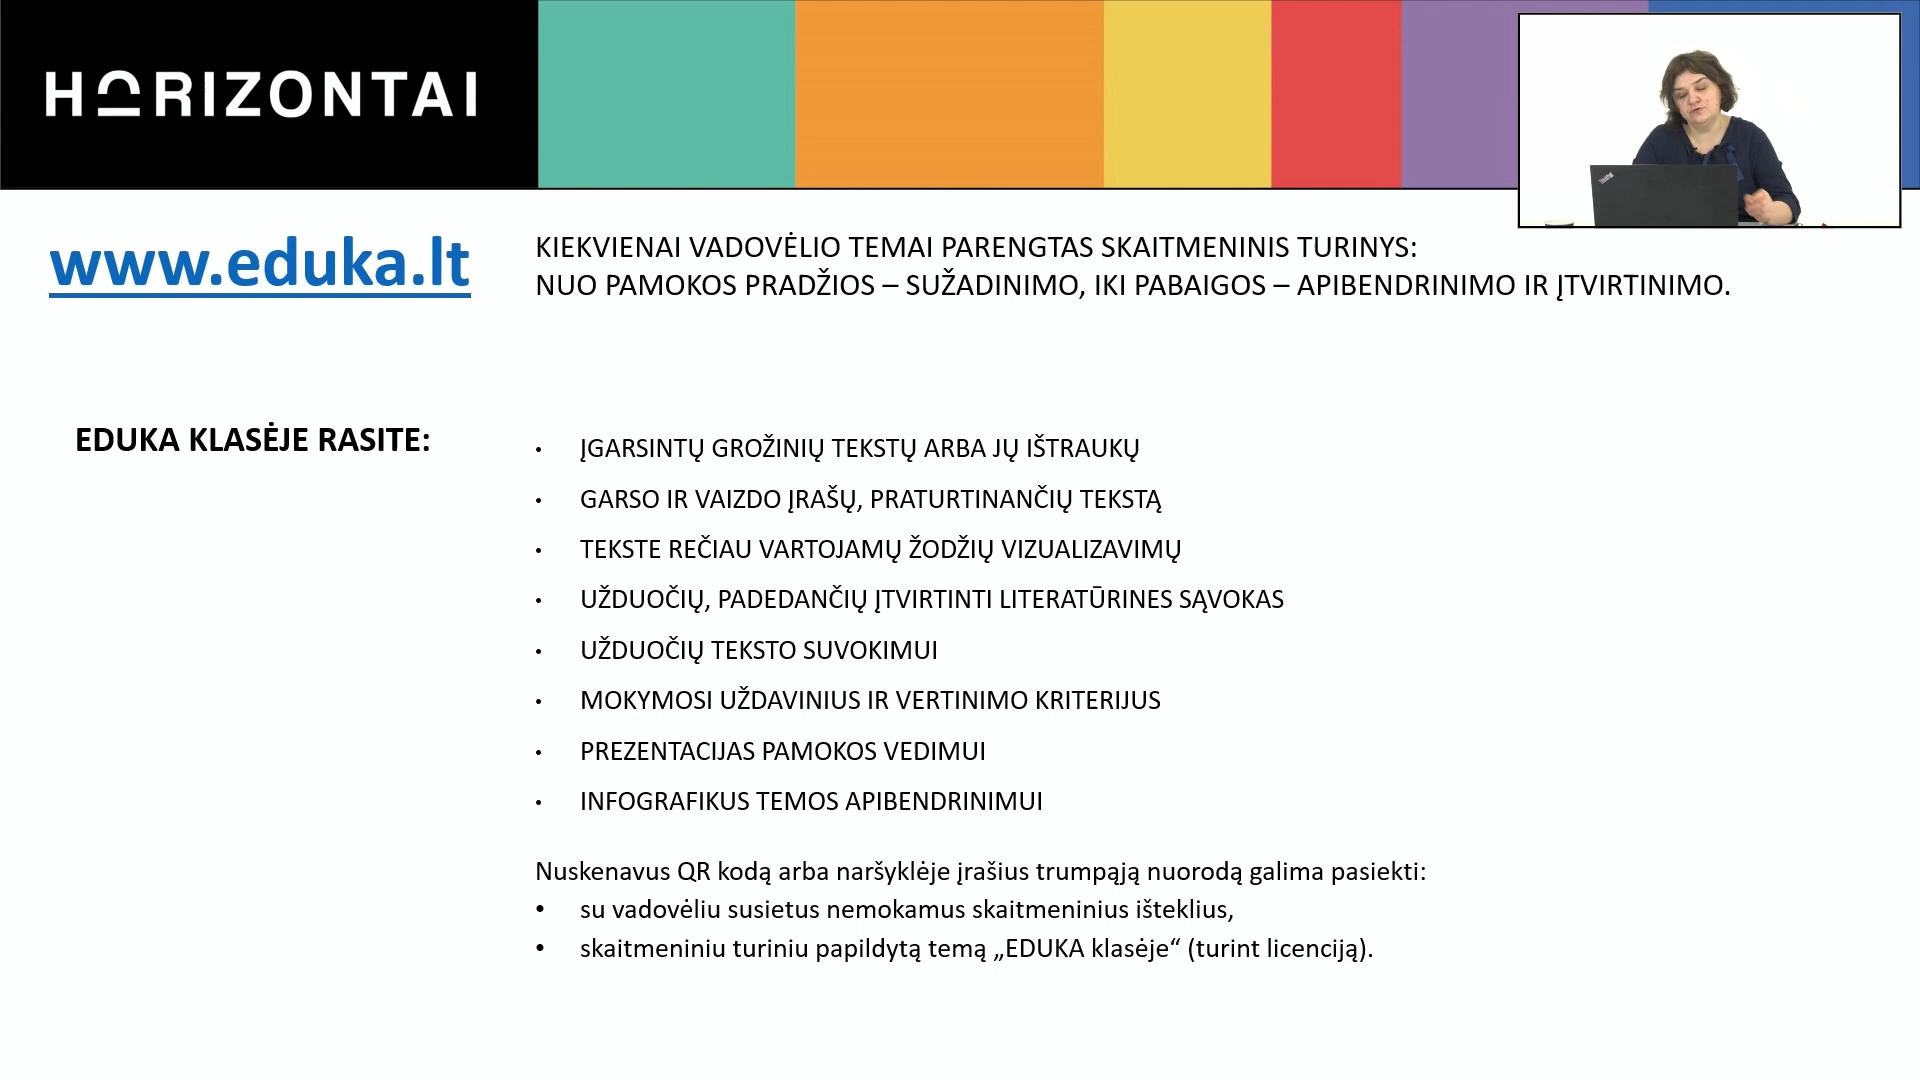 HORIZONTAI
www.eduka.lt
KIEKVIENAI VADOVĖLIO TEMAI PARENGTAS SKAITMENINIS TURINYS:
NUO PAMOKOS PRADŽIOS – SUŽADINIMO, IKI PABAIGOS – APIBENDRINIMO IR ĮTVIRTINIMO.
EDUKA KLASĖJE RASITE:
• ĮGARSINTŲ GROŽINIŲ TEKSTŲ ARBA JŲ IŠTRAUKŲ
• GARSO IR VAIZDO ĮRAŠŲ, PRATURTINANČIŲ TEKSTĄ
• TEKSTE REČIAU VARTOJAMŲ ŽODŽIŲ VIZUALIZAVIMŲ
• UŽDUOČIŲ, PADEDANČIŲ ĮTVIRTINTI LITERATŪRINES SĄVOKAS
• UŽDUOČIŲ TEKSTO SUVOKIMUI
• MOKYMOSI UŽDAVINIUS IR VERTINIMO KRITERIJUS
• PREZENTACIJAS PAMOKOS VEDIMUI
• INFOGRAFIKUS TEMOS APIBENDRINIMUI
Nuskenavus QR kodą arba naršyklėje įrašius trumpąją nuorodą galima pasiekti:
• su vadovėliu susietus nemokamus skaitmeninius išteklius,
• skaitmeniniu turiniu papildytą temą „EDUKA klasėje“ (turint licenciją).
ThinkPad